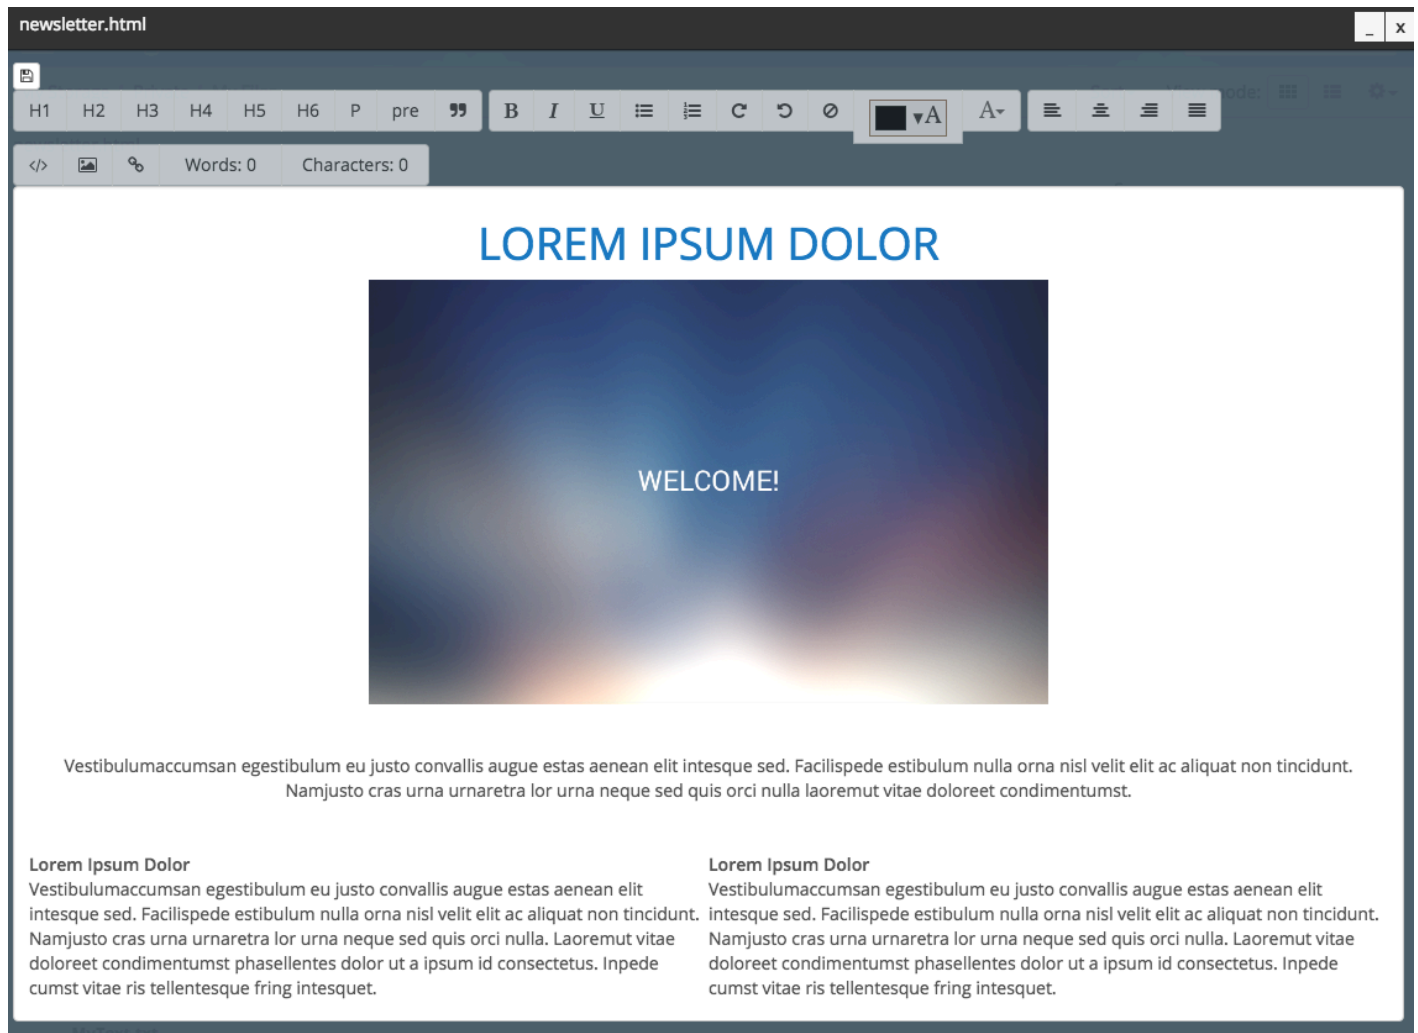 newsletter.html
_ x
ode:
H1 H2 H3 H4 H5 H6 P pre B I U A A
</> Words: 0 Characters: 0
LOREM IPSUM DOLOR
WELCOME!
Vestibulumaccumsan egestibulum eu justo convallis augue estas aenean elit intesque sed. Facilispede estibulum nulla orna nisl velit elit ac aliquat non tincidunt.
Namjusto cras urna urnaretra lor urna neque sed quis orci nulla laoremut vitae doloreet condimentumst.
Lorem Ipsum Dolor
Vestibulumaccumsan egestibulum eu justo convallis augue estas aenean elit
intesque sed. Facilispede estibulum nulla orna nisl velit elit ac aliquat non tincidunt.
Namjusto cras urna urnaretra lor urna neque sed quis orci nulla. Laoremut vitae
doloreet condimentumst phasellentes dolor ut a ipsum id consectetus. Inpede
cumst vitae ris tellentesque fring intesquet.
Lorem Ipsum Dolor
Vestibulumaccumsan egestibulum eu justo convallis augue estas aenean elit
intesque sed. Facilispede estibulum nulla orna nisl velit elit ac aliquat non tincidunt.
Namjusto cras urna urnaretra lor urna neque sed quis orci nulla. Laoremut vitae
doloreet condimentumst phasellentes dolor ut a ipsum id consectetus. Inpede
cumst vitae ris tellentesque fring intesquet.